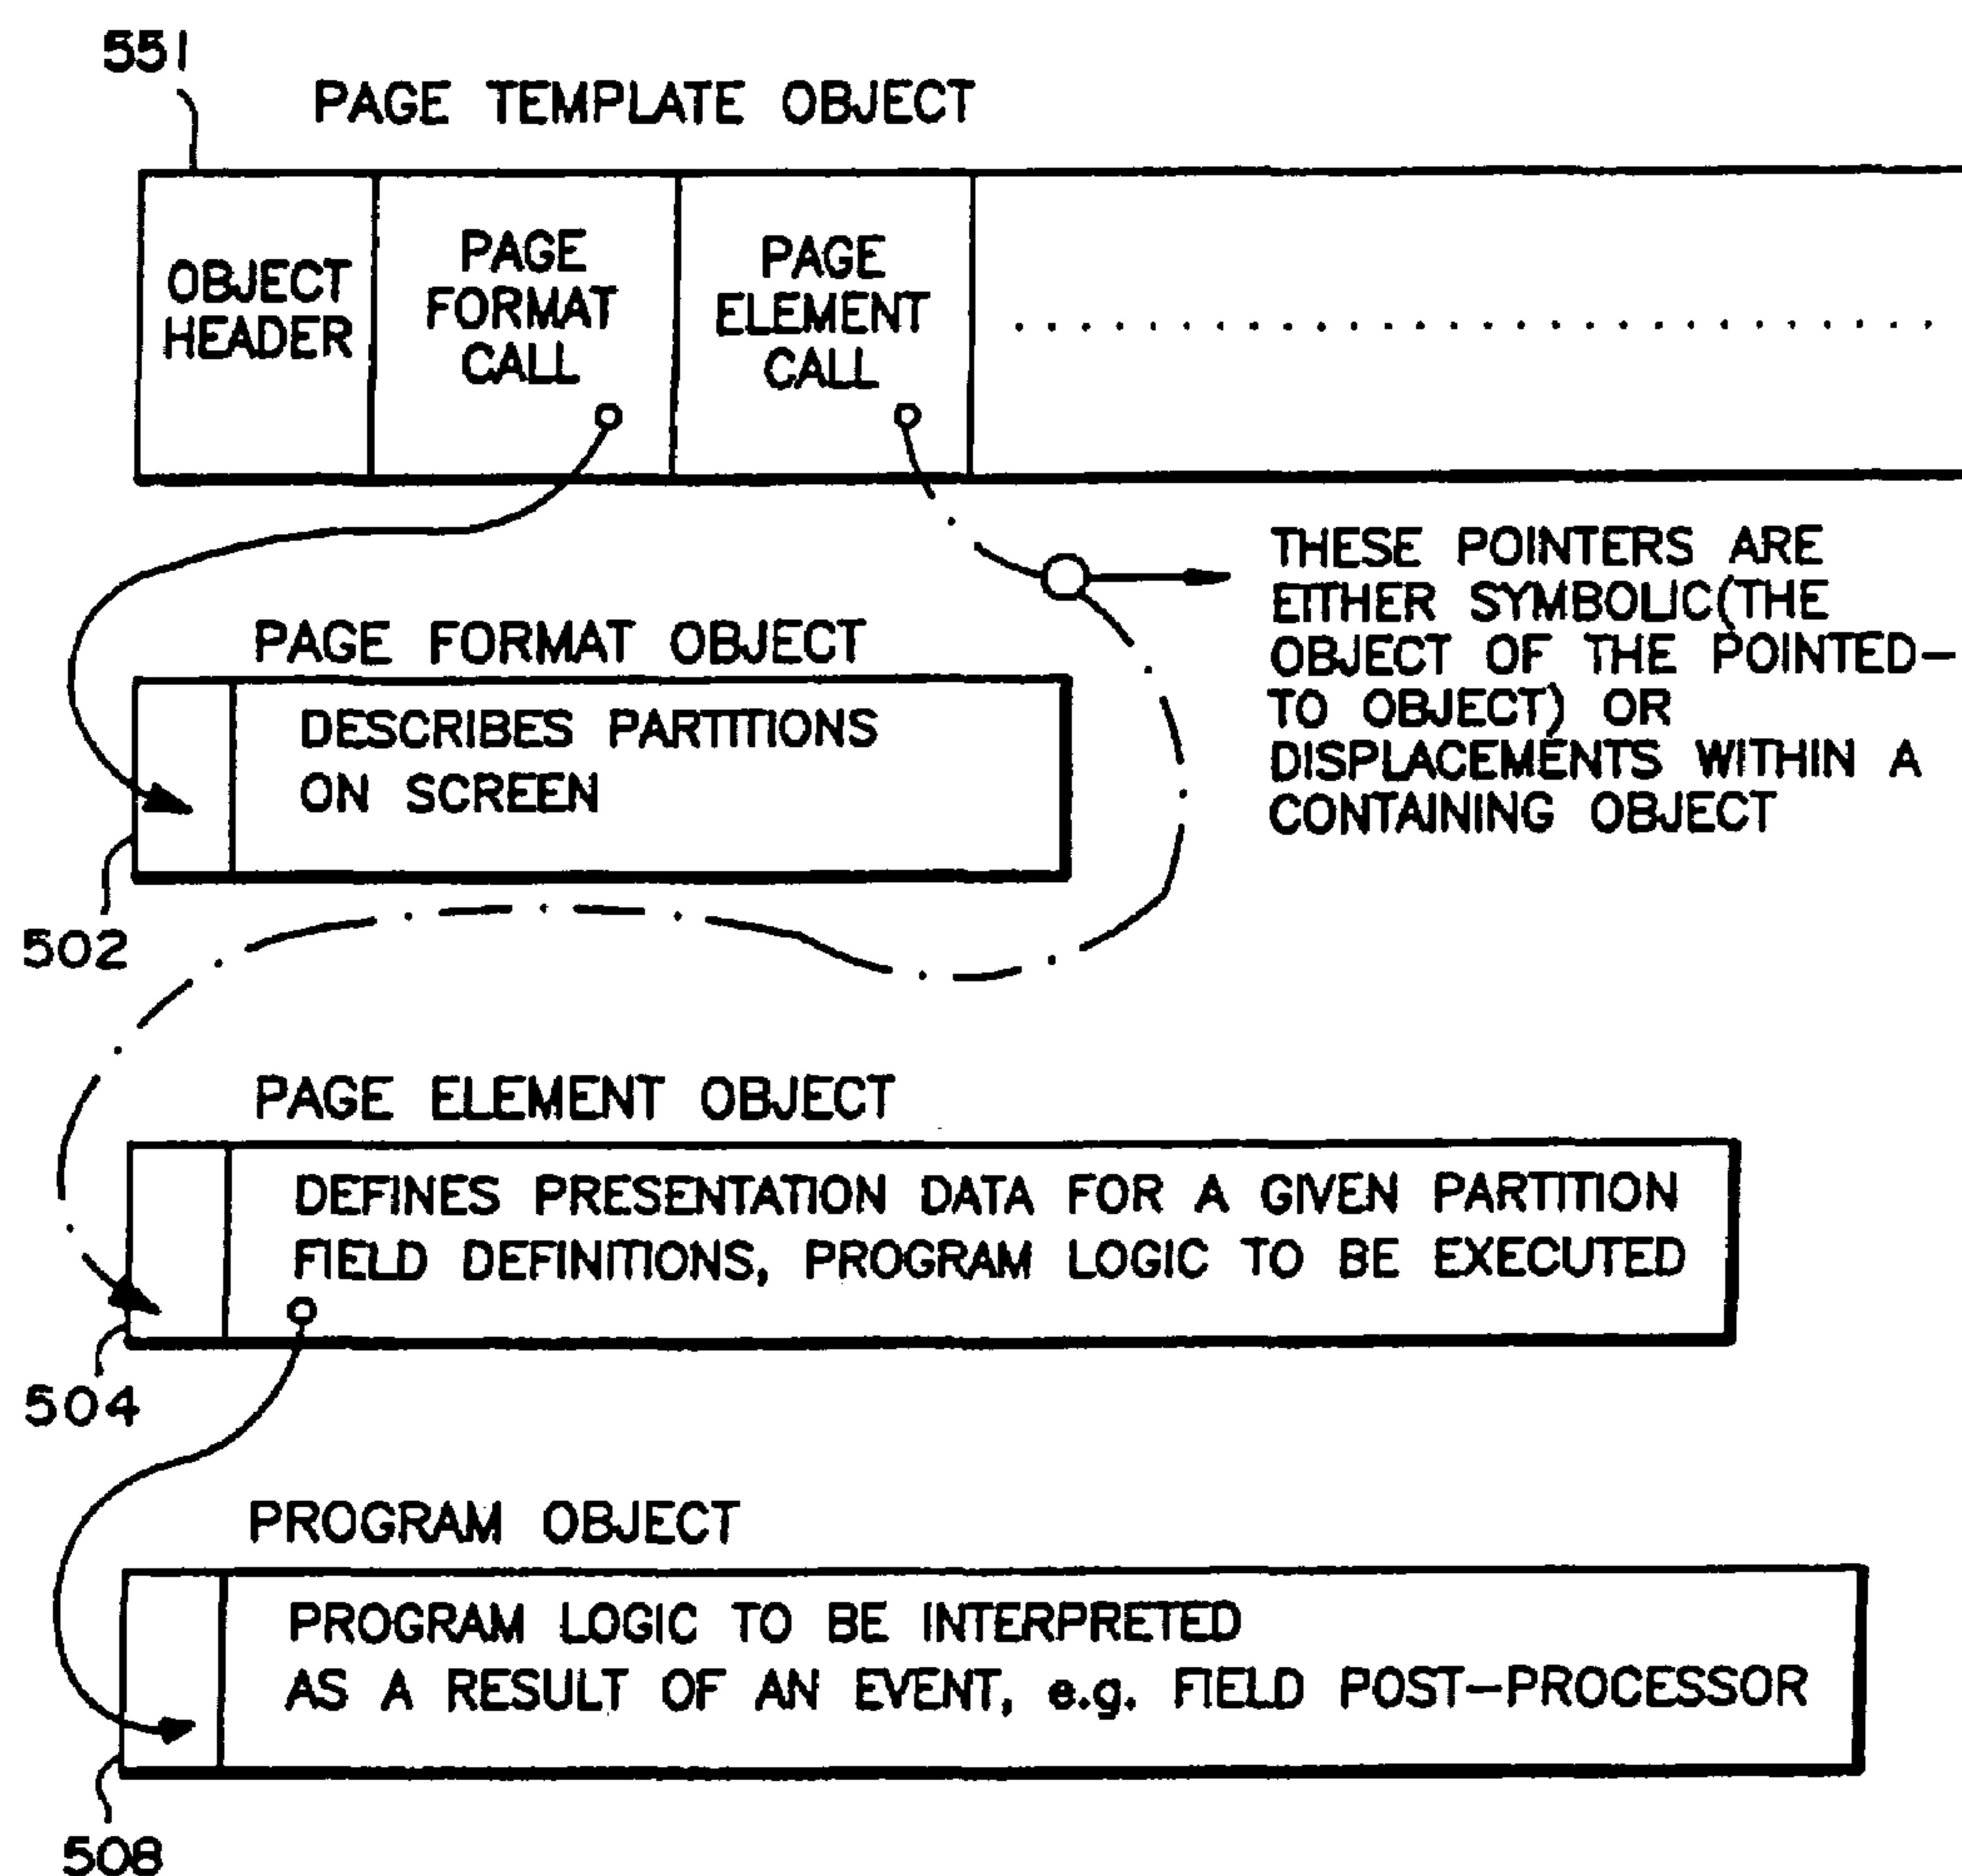 551
PAGE TEMPLATE OBJECT
OBJECT
HEADER
PAGE
FORMAT
CALL
PAGE
ELEMENT
CALL
THESE POINTERS ARE
EITHER SYMBOLIC(THE
OBJECT OF THE POINTED-
TO OBJECT) OR
DISPLACEMENTS WITHIN A
CONTAINING OBJECT
PAGE FORMAT OBJECT
DESCRIBES PARTITIONS
ON SCREEN
502
PAGE ELEMENT OBJECT
DEFINES PRESENTATION DATA FOR A GIVEN PARTITION
FIELD DEFINITIONS, PROGRAM LOGIC TO BE EXECUTED
504
PROGRAM OBJECT
PROGRAM LOGIC TO BE INTERPRETED
AS A RESULT OF AN EVENT, e.g. FIELD POST-PROCESSOR
508